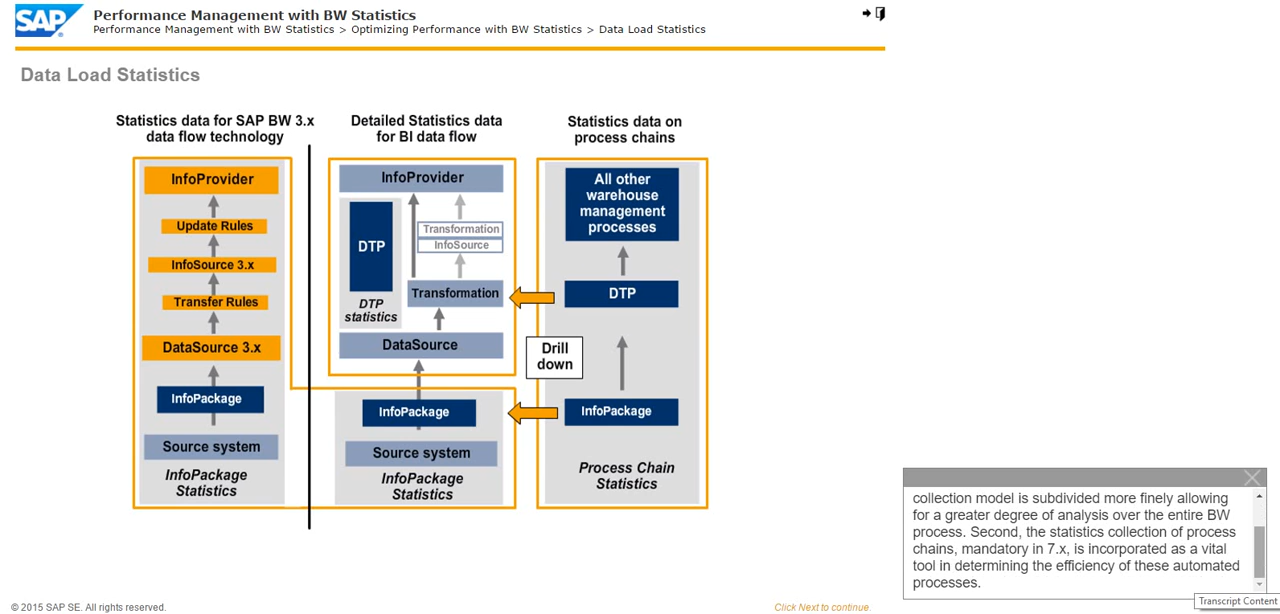 SAP
Performance Management with BW Statistics
Performance Management with BW Statistics > Optimizing Performance with BW Statistics > Data Load Statistics
Data Load Statistics
Statistics data for SAP BW 3.x
data flow technology
InfoProvider
Update Rules
InfoSource 3.x
Transfer Rules
DataSource 3.x
InfoPackage
Source system
InfoPackage
Statistics
Detailed Statistics data
for BI data flow
InfoProvider
DTP
DTP
statistics
Transformation
InfoSource
Transformation
DataSource
InfoPackage
Source system
InfoPackage
Statistics
Statistics data on
process chains
All other
warehouse
management
processes
DTP
Drill
down
InfoPackage
Process Chain
Statistics
collection model is subdivided more finely allowing
for a greater degree of analysis over the entire BW
process. Second, the statistics collection of process
chains, mandatory in 7.x, is incorporated as a vital
tool in determining the efficiency of these automated
processes.
Transcript Content
© 2015 SAP SE. All rights reserved.
Click Next to continue.